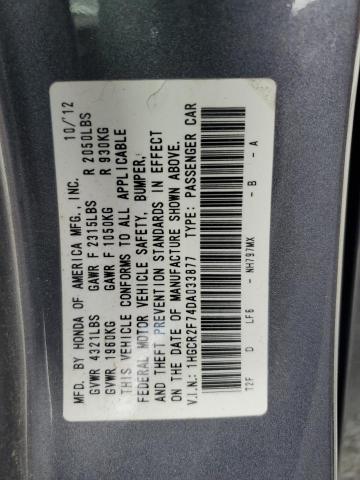 MFD. BY HONDA OF AMERICA MFG., INC. 10/12
GVWR 4321LBS GAWR F 2315LBS R 2050LBS
GVWR 1960KG GAWR F 1050KG R 930KG
THIS VEHICLE CONFORMS TO ALL APPLICABLE
FEDERAL MOTOR VEHICLE SAFETY, BUMPER,
AND THEFT PREVENTION STANDARDS IN EFFECT
ON THE DATE OF MANUFACTURE SHOWN ABOVE.
V.I.N.: 1HGCR2F74DA033877 TYPE: PASSENGER CAR
12F D LF6 -NH797MX -B -A